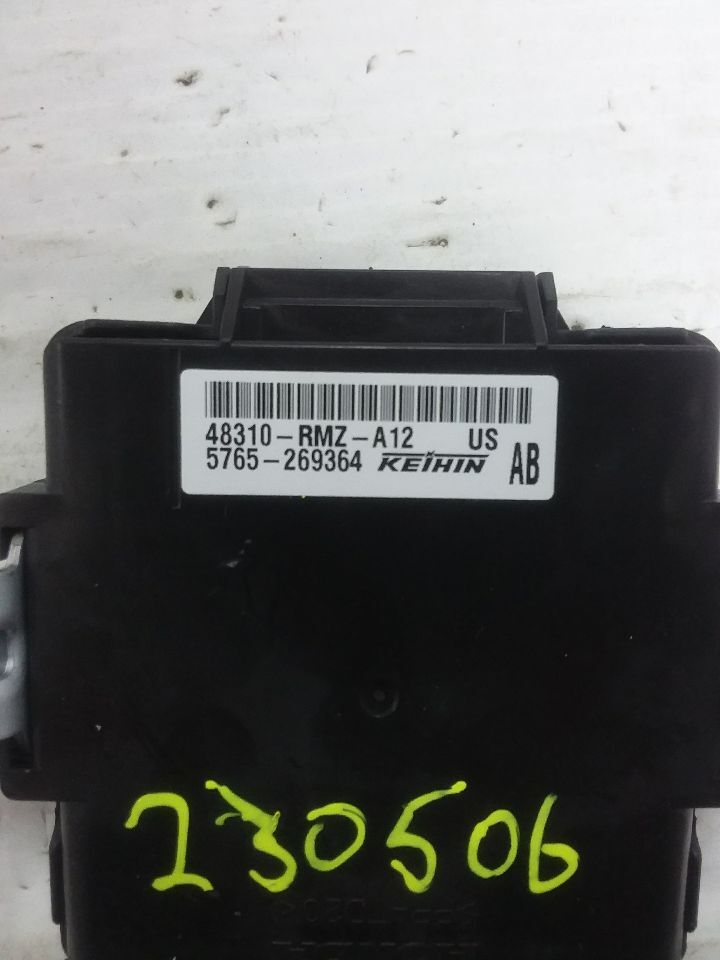 48310-RMZ-A12 US
5765-269364 KEIHIN AB
230506